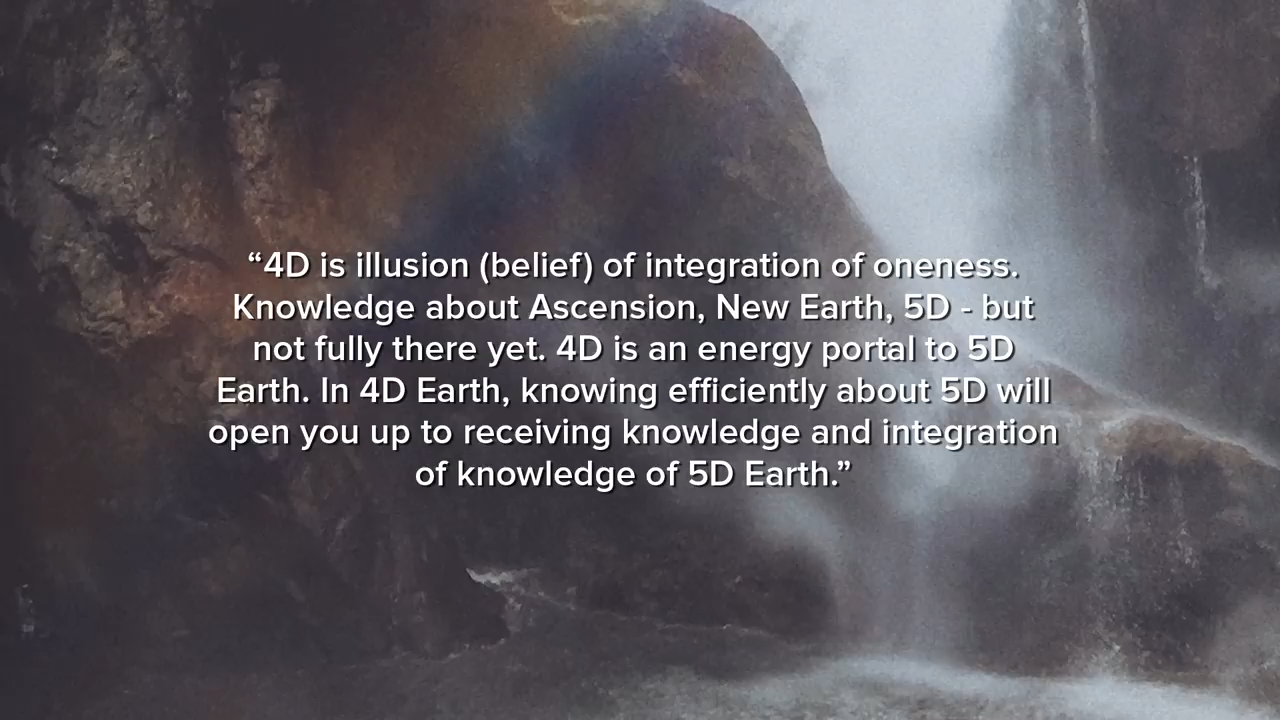 “4D is illusion (belief) of integration of oneness.
Knowledge about Ascension, New Earth, 5D - but
not fully there yet. 4D is an energy portal to 5D
Earth. In 4D Earth, knowing efficiently about 5D will
open you up to receiving knowledge and integration
of knowledge of 5D Earth.”